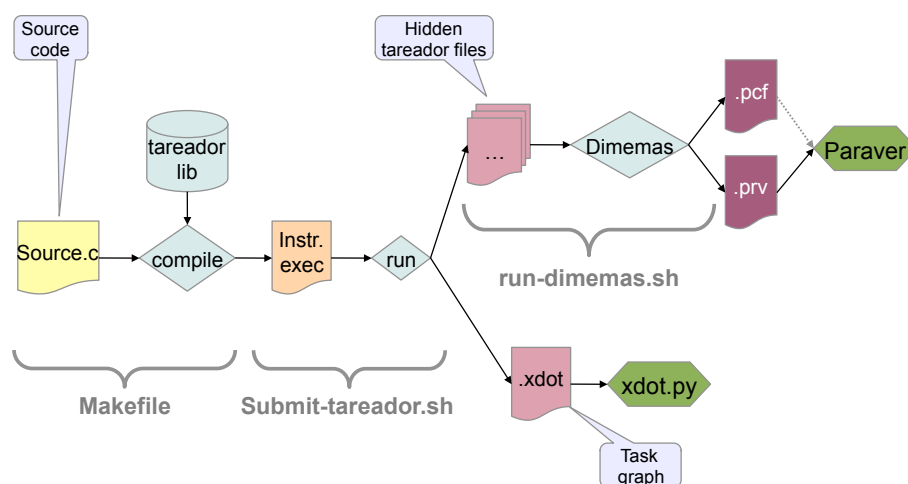 Source
code
Hidden
tareador files
.pcf
tareador
lib
...
Dimemas
Paraver
.prv
Source.c
compile
Instr.
exec
run
run-dimemas.sh
.xdot
xdot.py
Makefile
Submit-tareador.sh
Task
graph